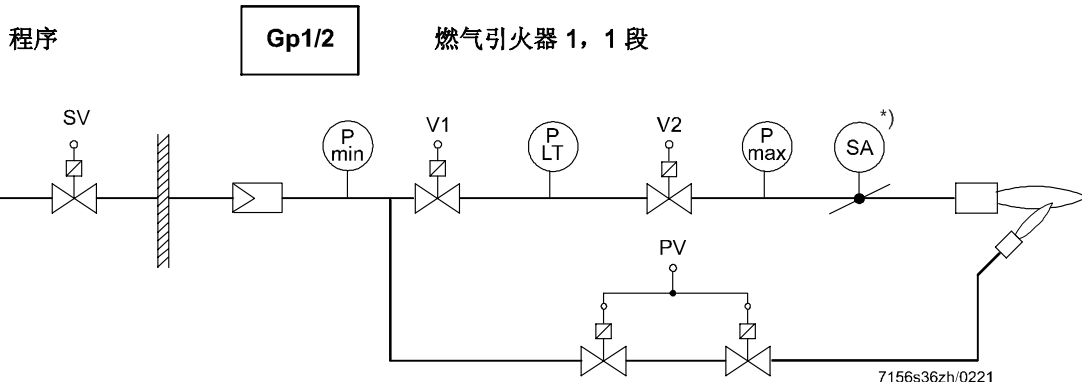 程序 Gp1/2 燃气引火器 1，1 段
SV
V1
V2
*)
P
min
P
LT
P
max
SA
PV
7156s36zh/0221